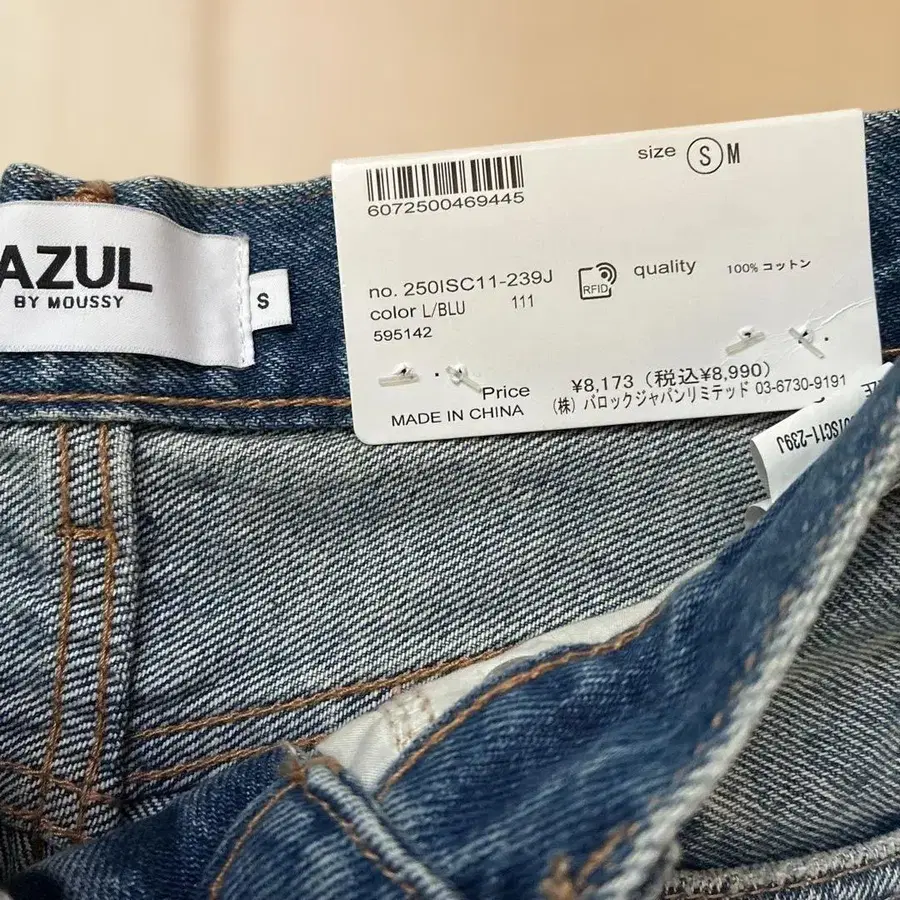 AZUL
BY MOUSSY
S
6072500469445
size S M
no. 250ISC11-239J
RFID
quality 100% コットン
color L/BLU 111
595142
Price ¥8,173 (税込¥8,990)
MADE IN CHINA (株) バロックジャパンリミテッド 03-6730-9191
ISC11-239J